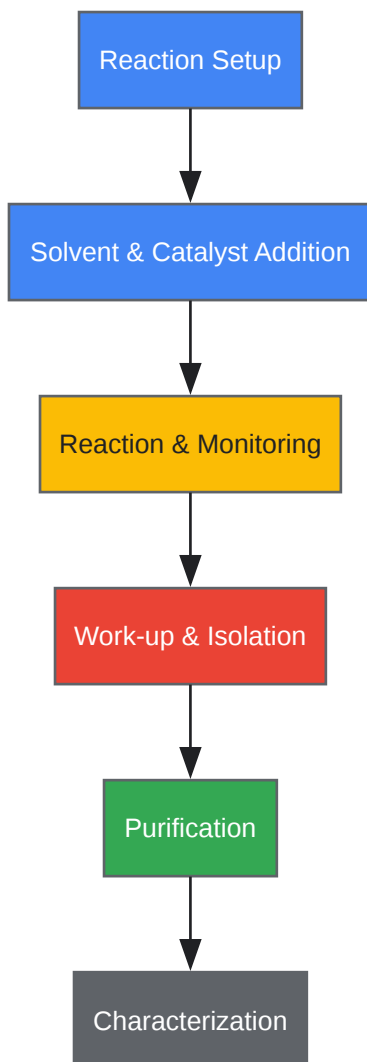 Reaction Setup
Solvent & Catalyst Addition
Reaction & Monitoring
Work-up & Isolation
Purification
Characterization